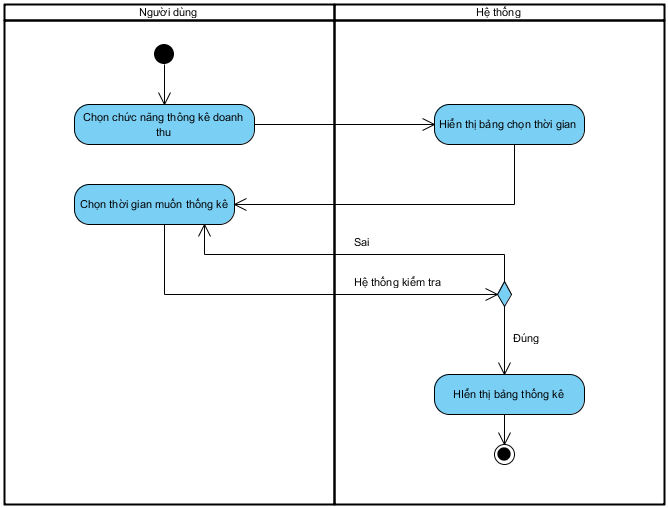 Người dùng
Hệ thống
Chọn chức năng thông kê doanh
thu
Hiển thị bảng chọn thời gian
Chọn thời gian muốn thống kê
Sai
Hệ thống kiểm tra
Đúng
HIển thị bảng thống kê